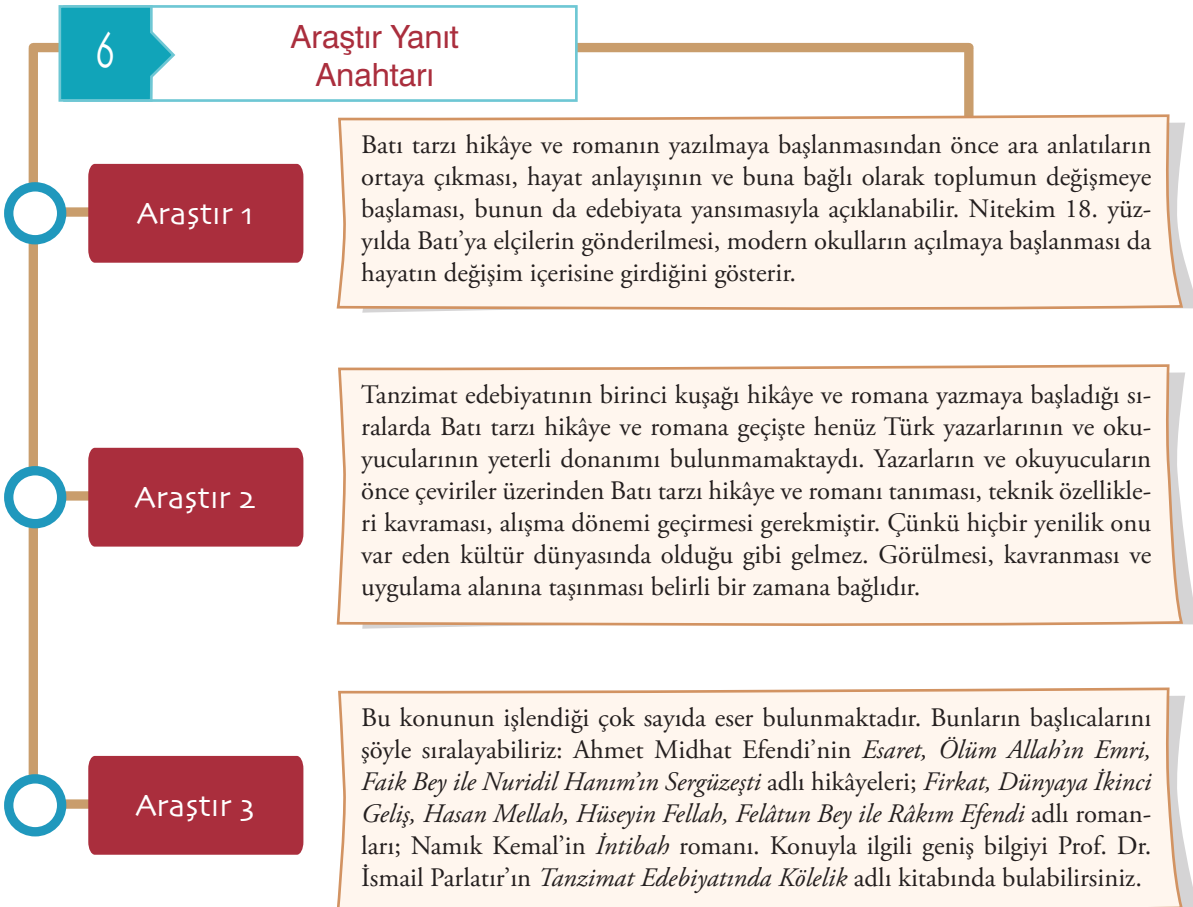 6
Araştır Yanıt
Anahtarı
Araştır 1
Batı tarzı hikâye ve romanın yazılmaya başlanmasından önce ara anlatıların
ortaya çıkması, hayat anlayışının ve buna bağlı olarak toplumun değişmeye
başlaması, bunun da edebiyata yansımasıyla açıklanabilir. Nitekim 18. yüz-
yılda Batı’ya elçilerin gönderilmesi, modern okulların açılmaya başlanması da
hayatın değişim içerisine girdiğini gösterir.
Araştır 2
Tanzimat edebiyatının birinci kuşağı hikâye ve romana yazmaya başladığı sı-
ralarda Batı tarzı hikâye ve romana geçişte henüz Türk yazarlarının ve oku-
yucularının yeterli donanımı bulunmamaktaydı. Yazarların ve okuyucuların
önce çeviriler üzerinden Batı tarzı hikâye ve romanı tanıması, teknik özellikle-
ri kavraması, alışma dönemi geçirmesi gerekmiştir. Çünkü hiçbir yenilik onu
var eden kültür dünyasında olduğu gibi gelmez. Görülmesi, kavranması ve
uygulama alanına taşınması belirli bir zamana bağlıdır.
Araştır 3
Bu konunun işlendiği çok sayıda eser bulunmaktadır. Bunların başlıcalarını
şöyle sıralayabiliriz: Ahmet Midhat Efendi’nin Esaret, Ölüm Allah’ın Emri,
Faik Bey ile Nuridil Hanım’ın Sergüzeşti adlı hikâyeleri; Firkat, Dünyaya İkinci
Geliş, Hasan Mellah, Hüseyin Fellah, Felâtun Bey ile Râkım Efendi adlı roman-
ları; Namık Kemal’in İntibah romanı. Konuyla ilgili geniş bilgiyi Prof. Dr.
İsmail Parlatır’ın Tanzimat Edebiyatında Kölelik adlı kitabında bulabilirsiniz.